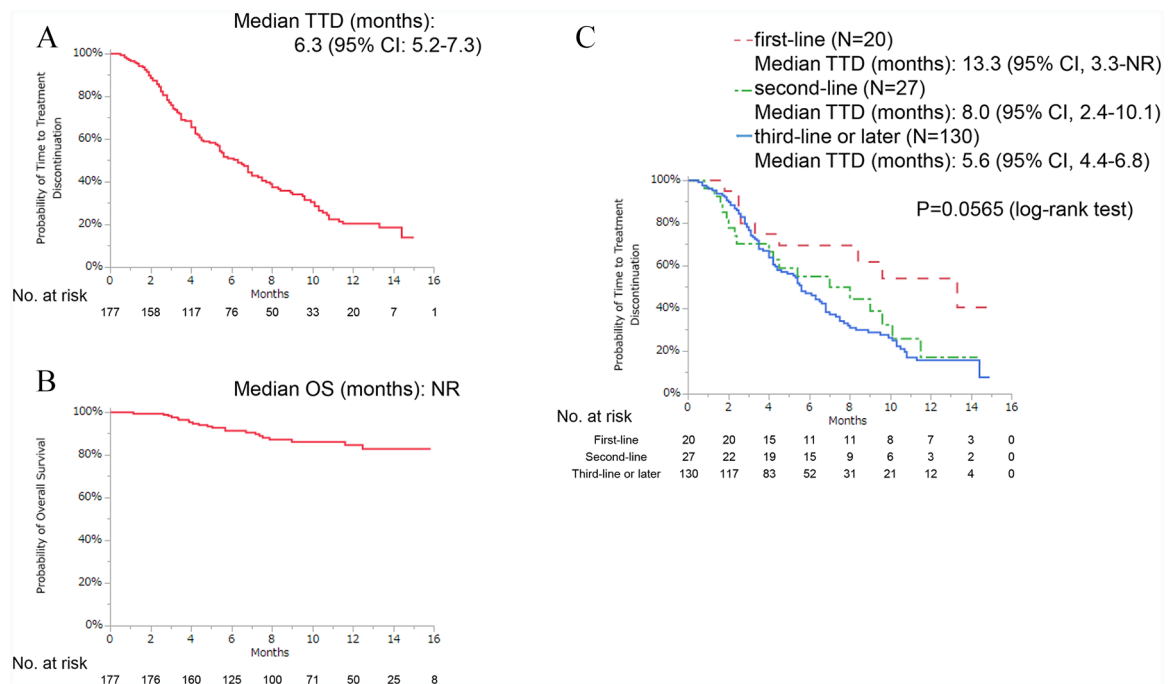 A
Median TTD (months):
6.3 (95% CI: 5.2-7.3)
Probability of Time to Treatment
Discontinuation
100%
80%
60%
40%
20%
0%
0 2 4 6 8 10 12 14 16
Months
No. at risk
177 158 117 76 50 33 20 7 1
B
Median OS (months): NR
Probability of Overall Survival
100%
80%
60%
40%
20%
0%
0 2 4 6 8 10 12 14 16
Months
No. at risk
177 176 160 125 100 71 50 25 8
C
first-line (N=20)
Median TTD (months): 13.3 (95% CI, 3.3-NR)
second-line (N=27)
Median TTD (months): 8.0 (95% CI, 2.4-10.1)
third-line or later (N=130)
Median TTD (months): 5.6 (95% CI, 4.4-6.8)
P=0.0565 (log-rank test)
Probability of Time to Treatment
Discontinuation
100%
80%
60%
40%
20%
0%
0 2 4 6 8 10 12 14 16
Months
No. at risk
First-line 20 20 15 11 11 8 7 3 0
Second-line 27 22 19 15 9 6 3 2 0
Third-line or later 130 117 83 52 31 21 12 4 0